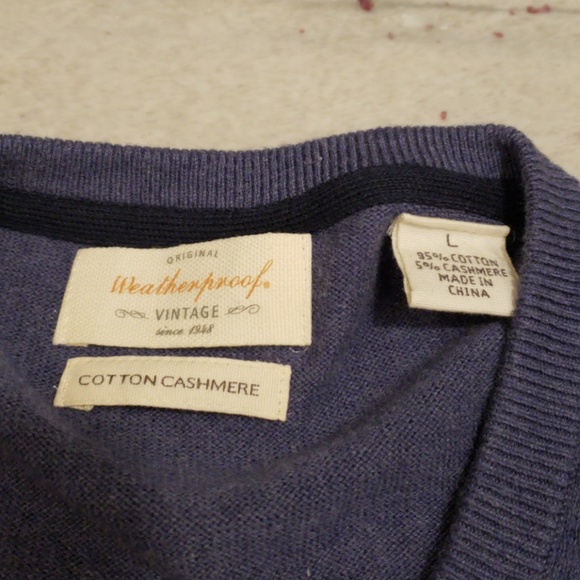 ORIGINAL
Weatherproof®
VINTAGE
since 1948
COTTON CASHMERE
L
95% COTTON
5% CASHMERE
MADE IN
CHINA